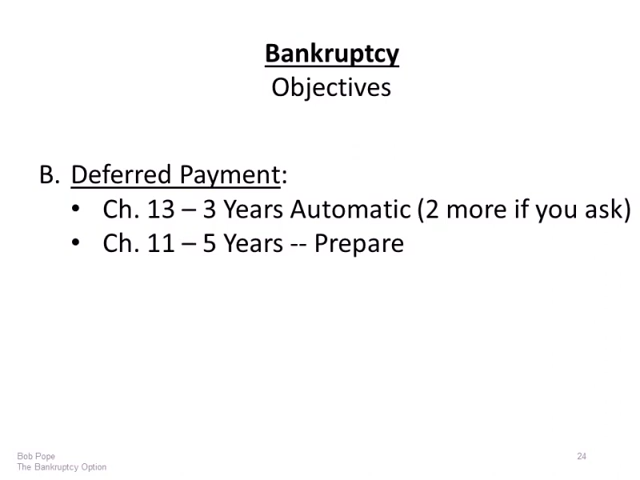 Bankruptcy
Objectives
B. Deferred Payment:
• Ch. 13 – 3 Years Automatic (2 more if you ask)
• Ch. 11 – 5 Years -- Prepare
Bob Pope
The Bankruptcy Option
24